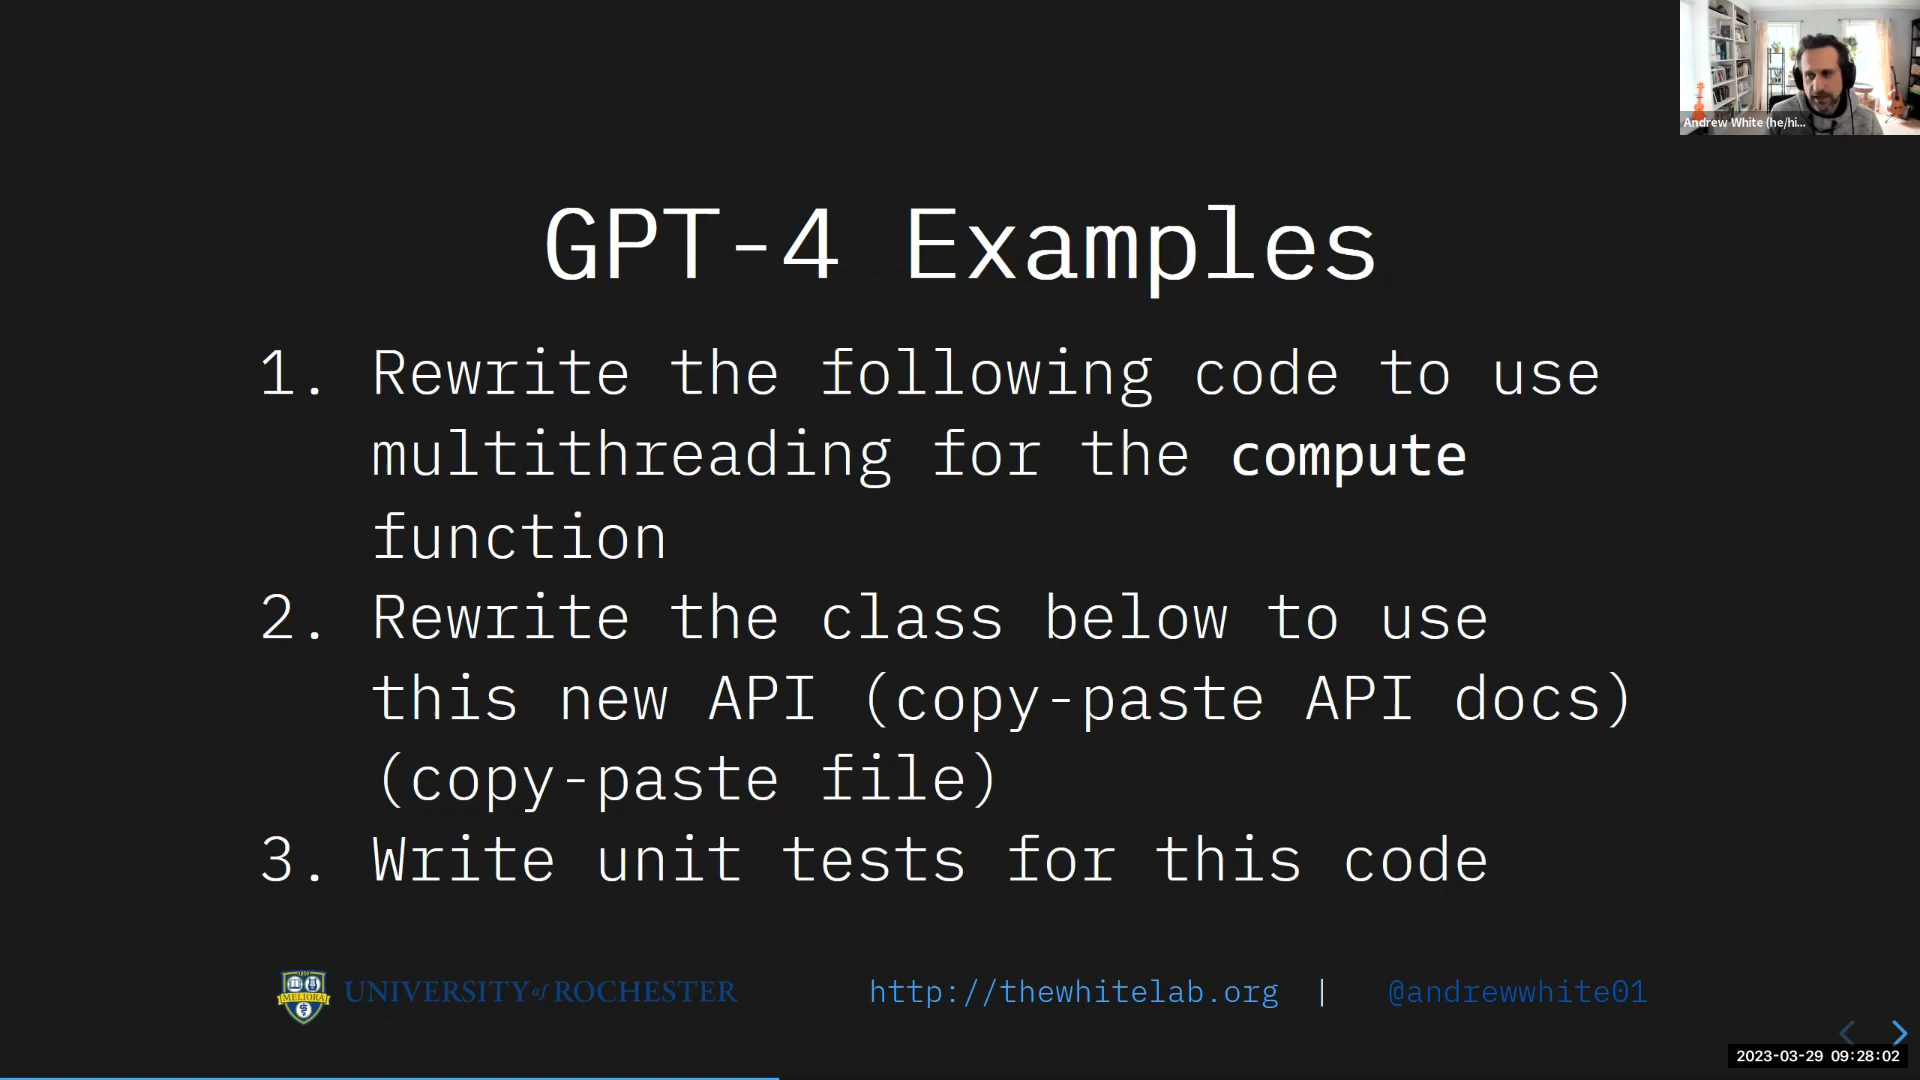 Andrew White (he/hi...
GPT-4 Examples
1. Rewrite the following code to use
multithreading for the compute
function
2. Rewrite the class below to use
this new API (copy-paste API docs)
(copy-paste file)
3. Write unit tests for this code
MELIORA
UNIVERSITY of ROCHESTER
http://thewhitelab.org | @andrewwhite01
2023-03-29 09:28:02